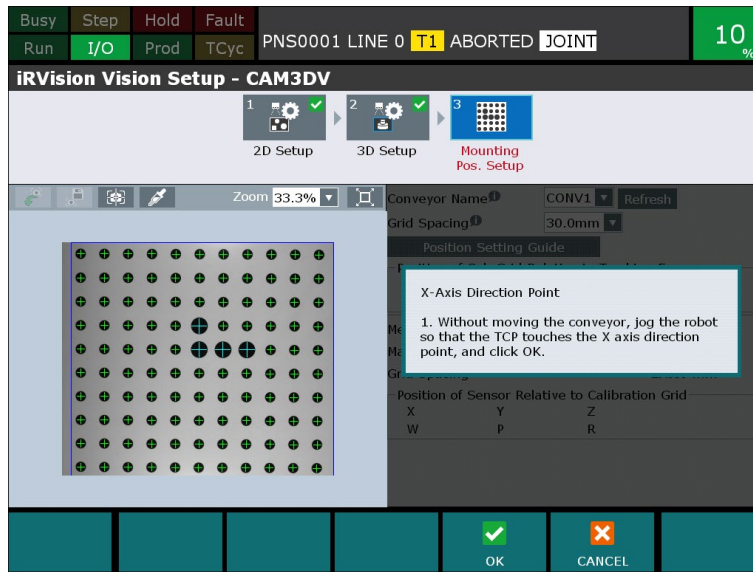 Busy Step Hold Fault
Run I/O Prod TCyc
PNS0001 LINE 0 T1 ABORTED JOINT
10
%
iRVision Vision Setup - CAM3DV
1 2 3
2D Setup 3D Setup Mounting
Pos. Setup
Zoom 33.3%
Conveyor Name CONV1 Refresh
Grid Spacing 30.0mm
Position Setting Guide
X-Axis Direction Point
1. Without moving the conveyor, jog the robot
so that the TCP touches the X axis direction
point, and click OK.
Position of Sensor Relative to Calibration Grid
X Y Z
W P R
OK CANCEL